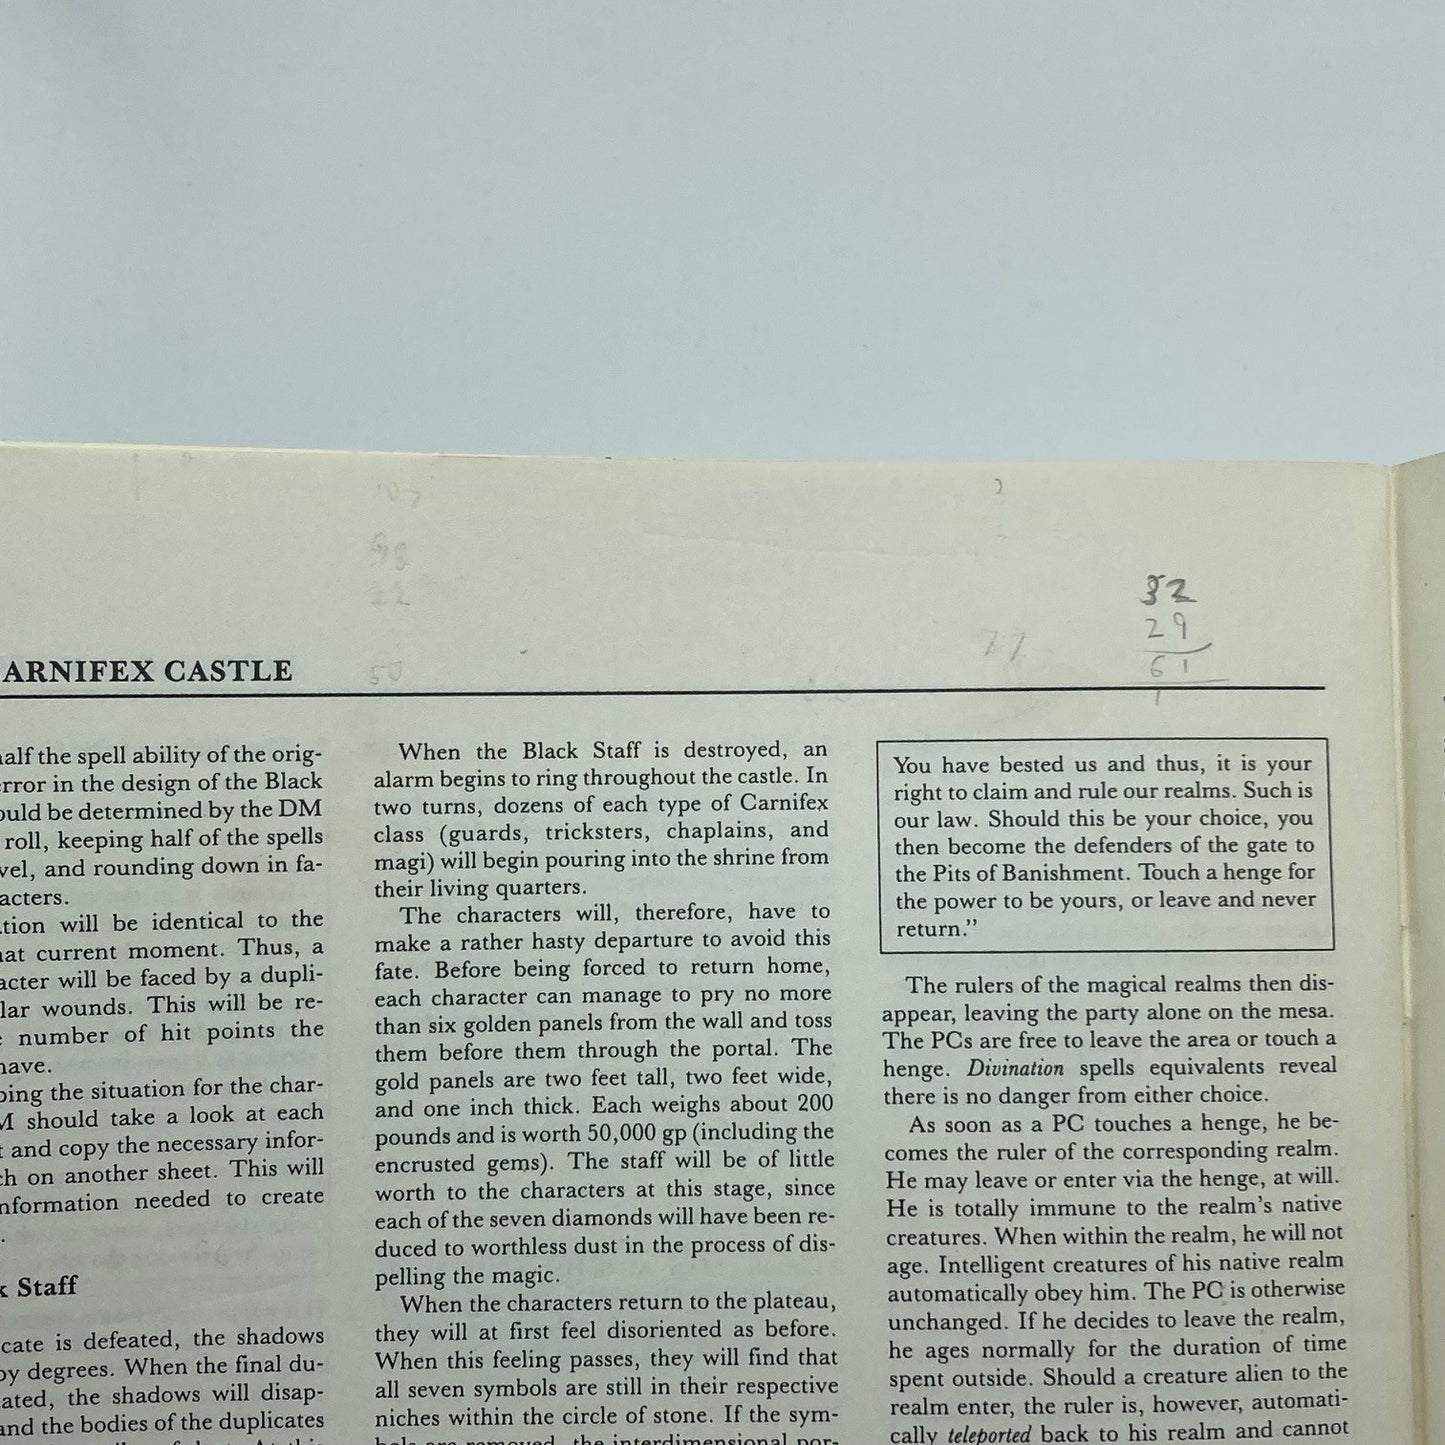 32
29
61
1
77
50
ARNIFEX CASTLE
half the spell ability of the orig-
error in the design of the Black
ould be determined by the DM
roll, keeping half of the spells
vel, and rounding down in fa-
acters.
ation will be identical to the
hat current moment. Thus, a
acter will be faced by a dupli-
lar wounds. This will be re-
number of hit points the
have.
ping the situation for the char-
M should take a look at each
t and copy the necessary infor-
ch on another sheet. This will
nformation needed to create
k Staff
cate is defeated, the shadows
by degrees. When the final du-
ated, the shadows will disap-
and the bodies of the duplicates
When the Black Staff is destroyed, an
alarm begins to ring throughout the castle. In
two turns, dozens of each type of Carnifex
class (guards, tricksters, chaplains, and
magi) will begin pouring into the shrine from
their living quarters.
The characters will, therefore, have to
make a rather hasty departure to avoid this
fate. Before being forced to return home,
each character can manage to pry no more
than six golden panels from the wall and toss
them before them through the portal. The
gold panels are two feet tall, two feet wide,
and one inch thick. Each weighs about 200
pounds and is worth 50,000 gp (including the
encrusted gems). The staff will be of little
worth to the characters at this stage, since
each of the seven diamonds will have been re-
duced to worthless dust in the process of dis-
pelling the magic.
When the characters return to the plateau,
they will at first feel disoriented as before.
When this feeling passes, they will find that
all seven symbols are still in their respective
niches within the circle of stone. If the sym-
bols are removed, the interdimensional por-
You have bested us and thus, it is your
right to claim and rule our realms. Such is
our law. Should this be your choice, you
then become the defenders of the gate to
the Pits of Banishment. Touch a henge for
the power to be yours, or leave and never
return.”
The rulers of the magical realms then dis-
appear, leaving the party alone on the mesa.
The PCs are free to leave the area or touch a
henge. Divination spells equivalents reveal
there is no danger from either choice.
As soon as a PC touches a henge, he be-
comes the ruler of the corresponding realm.
He may leave or enter via the henge, at will.
He is totally immune to the realm’s native
creatures. When within the realm, he will not
age. Intelligent creatures of his native realm
automatically obey him. The PC is otherwise
unchanged. If he decides to leave the realm,
he ages normally for the duration of time
spent outside. Should a creature alien to the
realm enter, the ruler is, however, automati-
cally teleported back to his realm and cannot